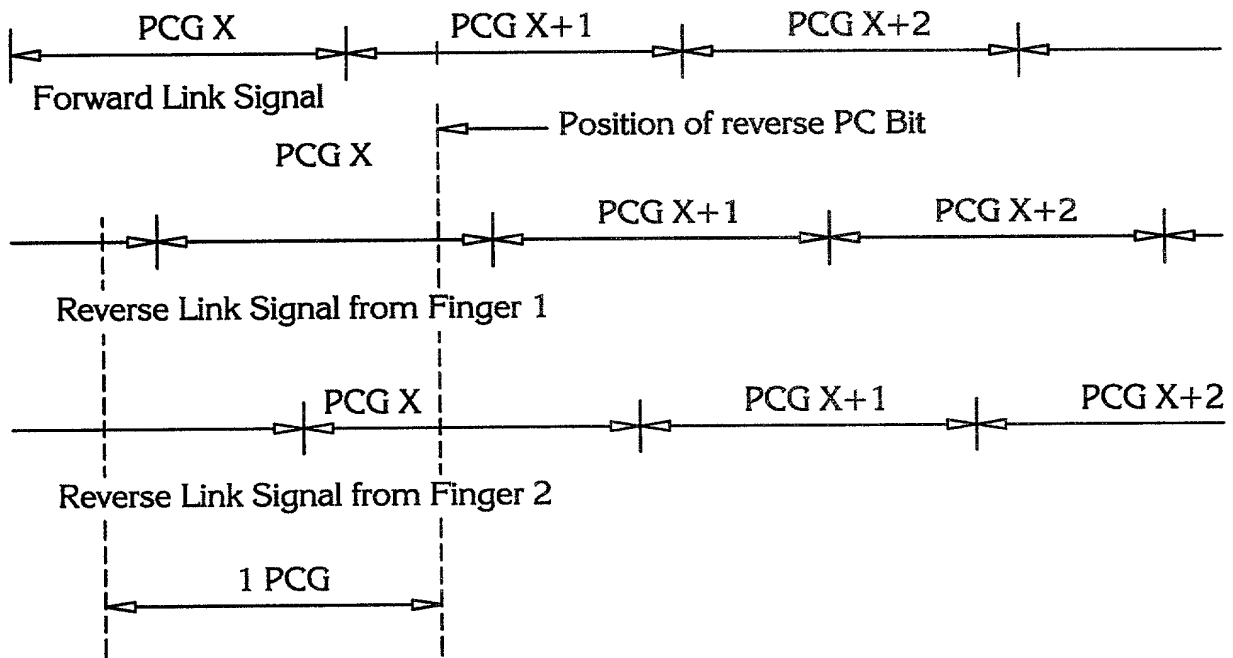 PCG X PCG X+1 PCG X+2
Forward Link Signal
Position of reverse PC Bit
PCG X
PCG X+1 PCG X+2
Reverse Link Signal from Finger 1
PCG X PCG X+1 PCG X+2
Reverse Link Signal from Finger 2
1 PCG